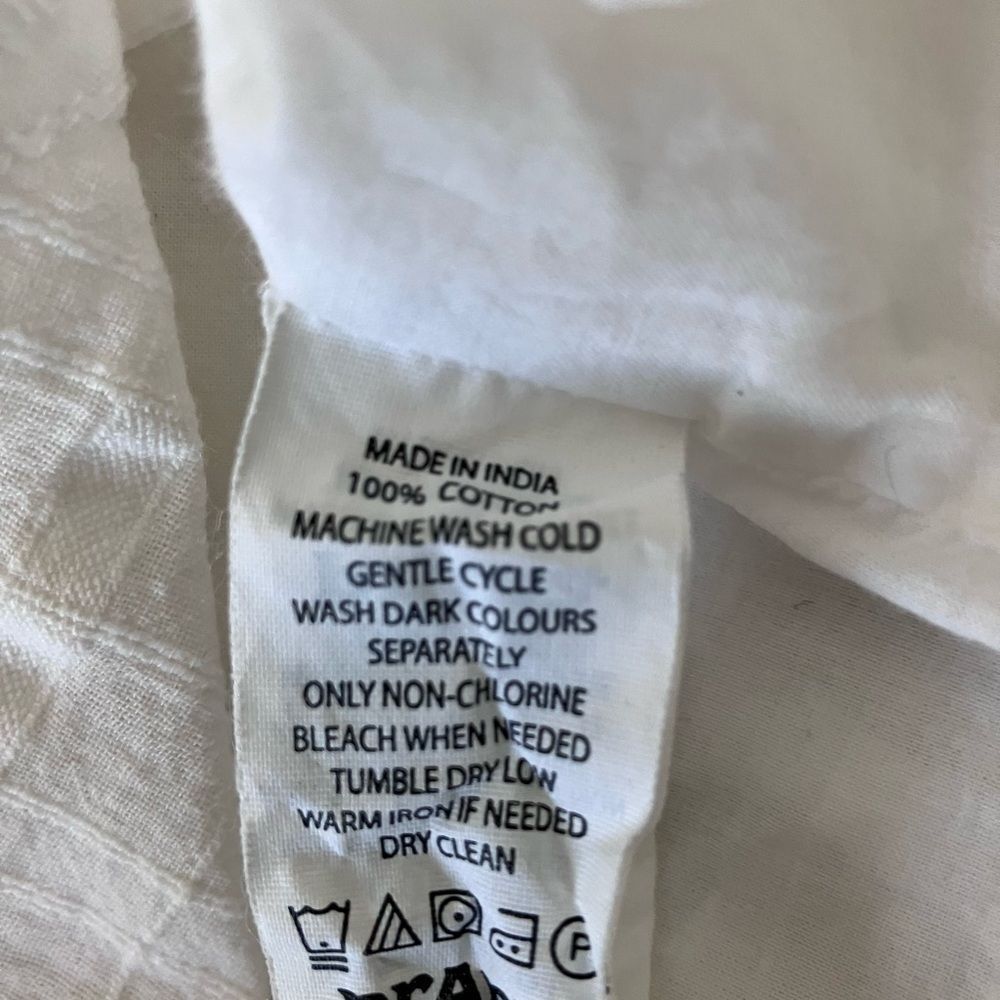 MADE IN INDIA
100% COTTON
MACHINE WASH COLD
GENTLE CYCLE
WASH DARK COLOURS
SEPARATELY
ONLY NON-CHLORINE
BLEACH WHEN NEEDED
TUMBLE DRY LOW
WARM IRON IF NEEDED
DRY CLEAN
P